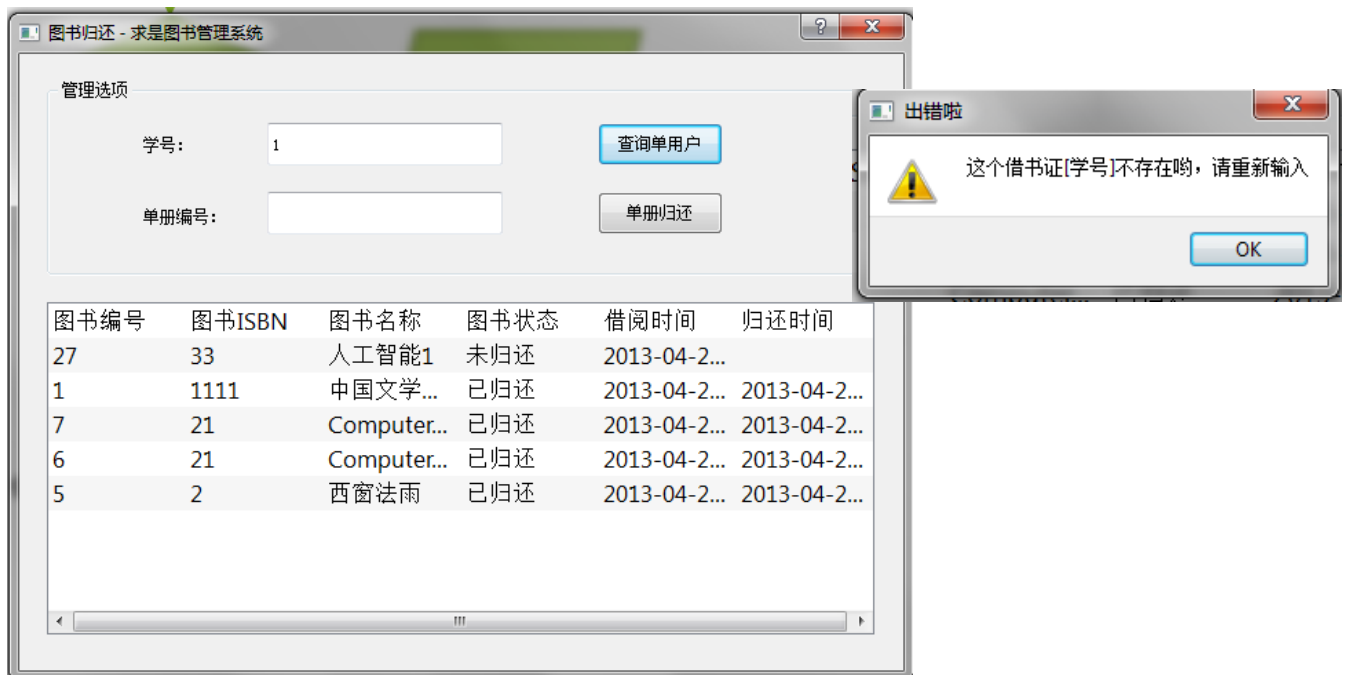 图书归还 - 求是图书管理系统
管理选项
学号： 1 查询单用户
单册编号： 单册归还
图书编号 图书ISBN 图书名称 图书状态 借阅时间 归还时间
27 33 人工智能1 未归还 2013-04-2...
1 1111 中国文学... 已归还 2013-04-2... 2013-04-2...
7 21 Computer... 已归还 2013-04-2... 2013-04-2...
6 21 Computer... 已归还 2013-04-2... 2013-04-2...
5 2 西窗法雨 已归还 2013-04-2... 2013-04-2...
出错啦
这个借书证[学号]不存在哟，请重新输入
OK